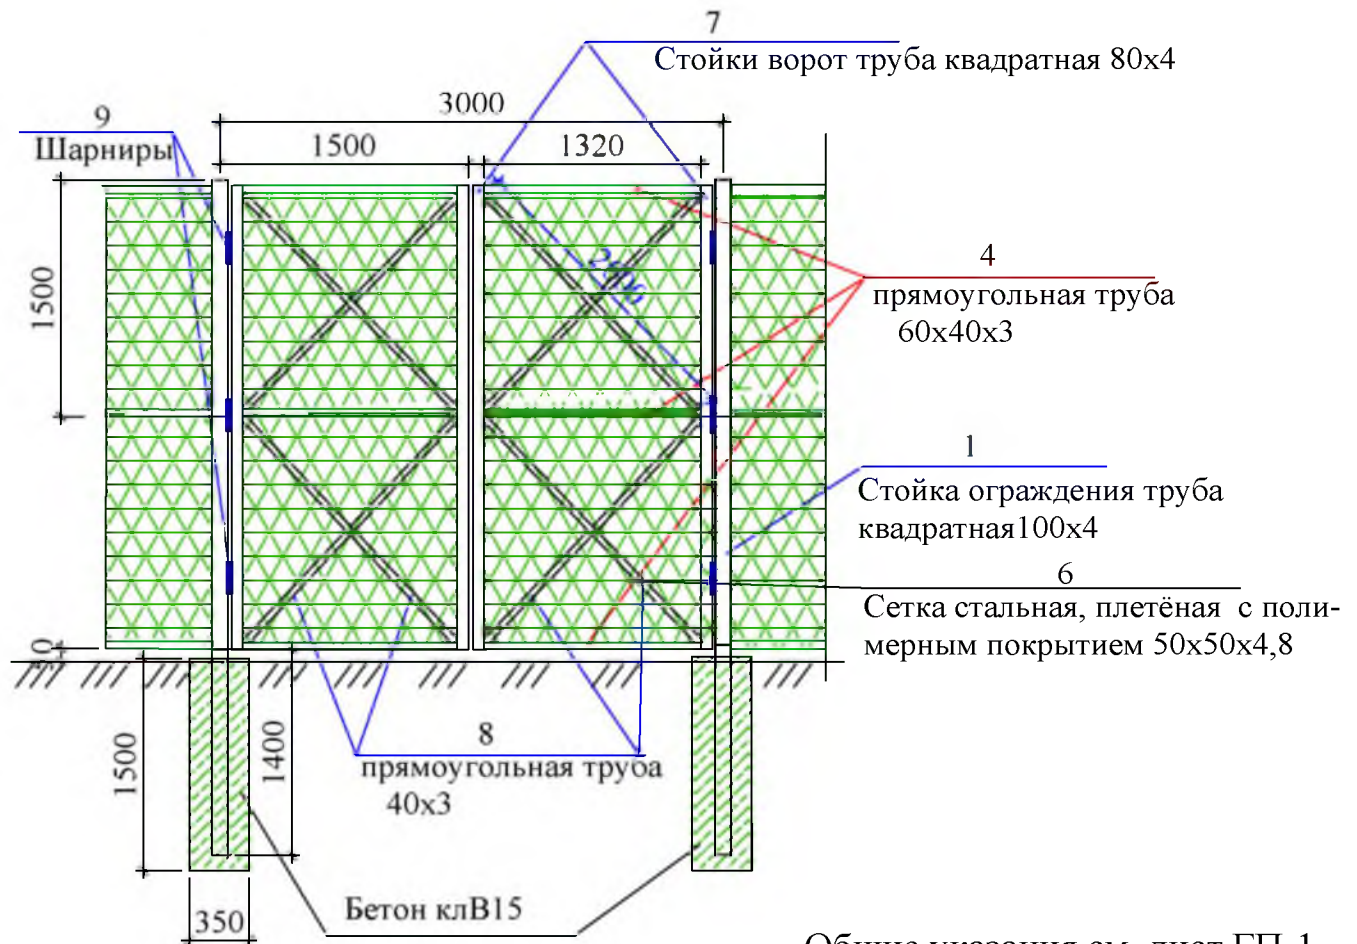 7
Стойки ворот труба квадратная 80х4
3000
9
Шарниры
1500
1320
4
прямоугольная труба
60х40х3
1500
1
Стойка ограждения труба
квадратная100х4
6
Сетка стальная, плетёная с поли-
мерным покрытием 50х50х4,8
8
прямоугольная труба
40х3
1500
1400
Бетон клВ15
350